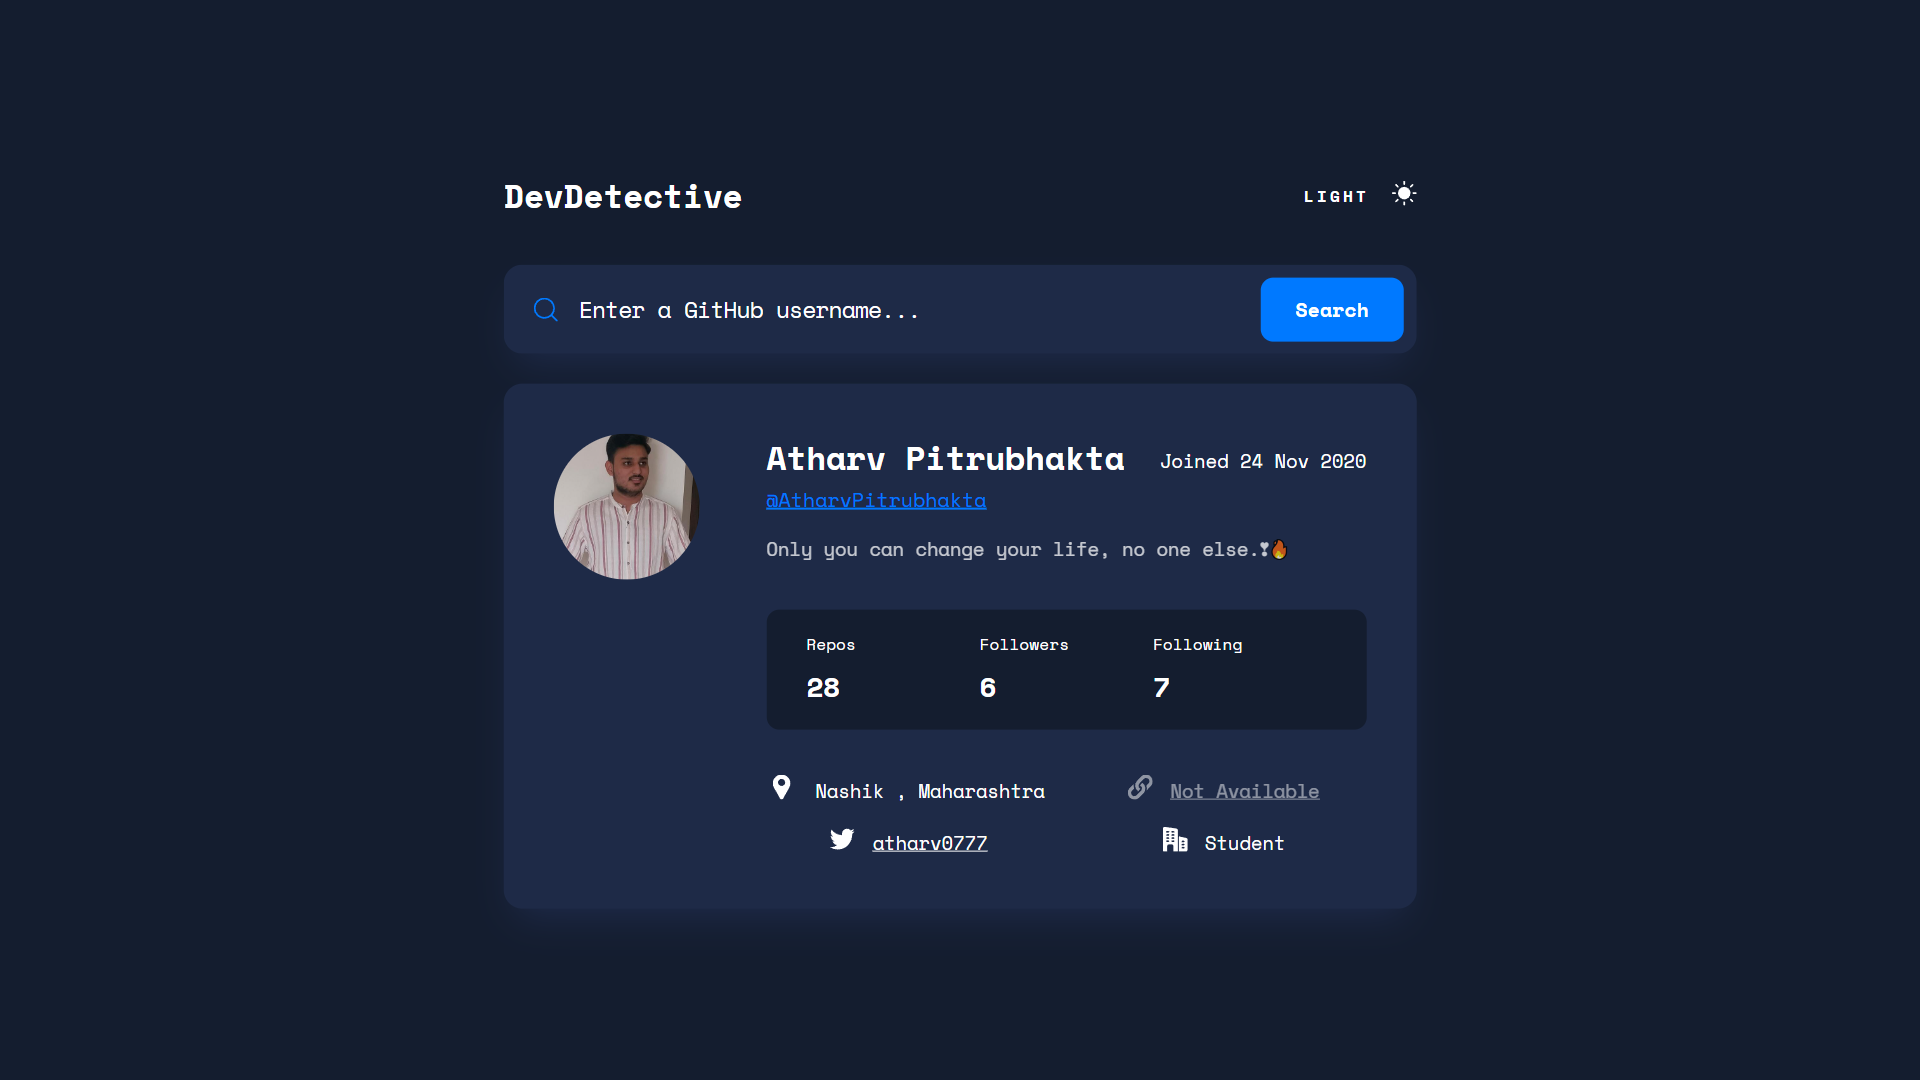 DevDetective
LIGHT
Enter a GitHub username...
Search
Atharv Pitrubhakta
Joined 24 Nov 2020
@AtharvPitrubhakta
Only you can change your life, no one else.❣🔥
Repos
Followers
Following
28
6
7
Nashik , Maharashtra
Not Available
atharv0777
Student